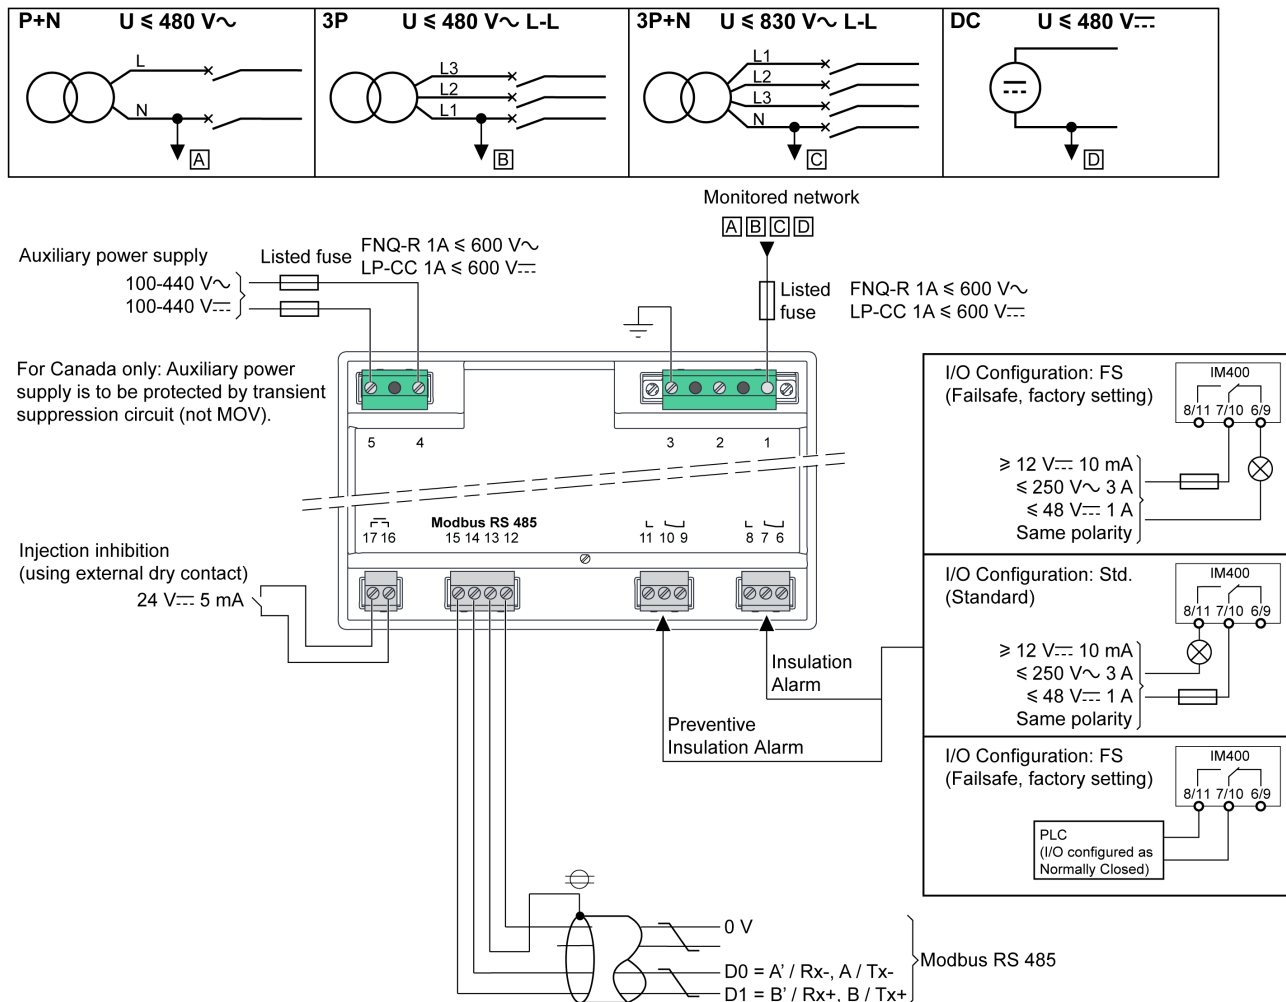 P+N U ≤ 480 V∼
L
N
A
3P U ≤ 480 V∼ L-L
L3
L2
L1
B
3P+N U ≤ 830 V∼ L-L
L1
L2
L3
N
C
DC U ≤ 480 V⎓
D
Monitored network
A B C D
Auxiliary power supply
100-440 V∼
100-440 V⎓
Listed fuse
FNQ-R 1A ≤ 600 V∼
LP-CC 1A ≤ 600 V⎓
Listed
fuse
FNQ-R 1A ≤ 600 V∼
LP-CC 1A ≤ 600 V⎓
For Canada only: Auxiliary power
supply is to be protected by transient
suppression circuit (not MOV).
5 4
3 2 1
Modbus RS 485
17 16
15 14 13 12
11 10 9
8 7 6
Injection inhibition
(using external dry contact)
24 V⎓ 5 mA
Insulation
Alarm
Preventive
Insulation Alarm
I/O Configuration: FS
(Failsafe, factory setting)
IM400
8/11 7/10 6/9
≥ 12 V⎓ 10 mA
≤ 250 V∼ 3 A
≤ 48 V⎓ 1 A
Same polarity
I/O Configuration: Std.
(Standard)
IM400
8/11 7/10 6/9
≥ 12 V⎓ 10 mA
≤ 250 V∼ 3 A
≤ 48 V⎓ 1 A
Same polarity
I/O Configuration: FS
(Failsafe, factory setting)
IM400
8/11 7/10 6/9
PLC
(I/O configured as
Normally Closed)
0 V
D0 = A' / Rx-, A / Tx-
D1 = B' / Rx+, B / Tx+
Modbus RS 485